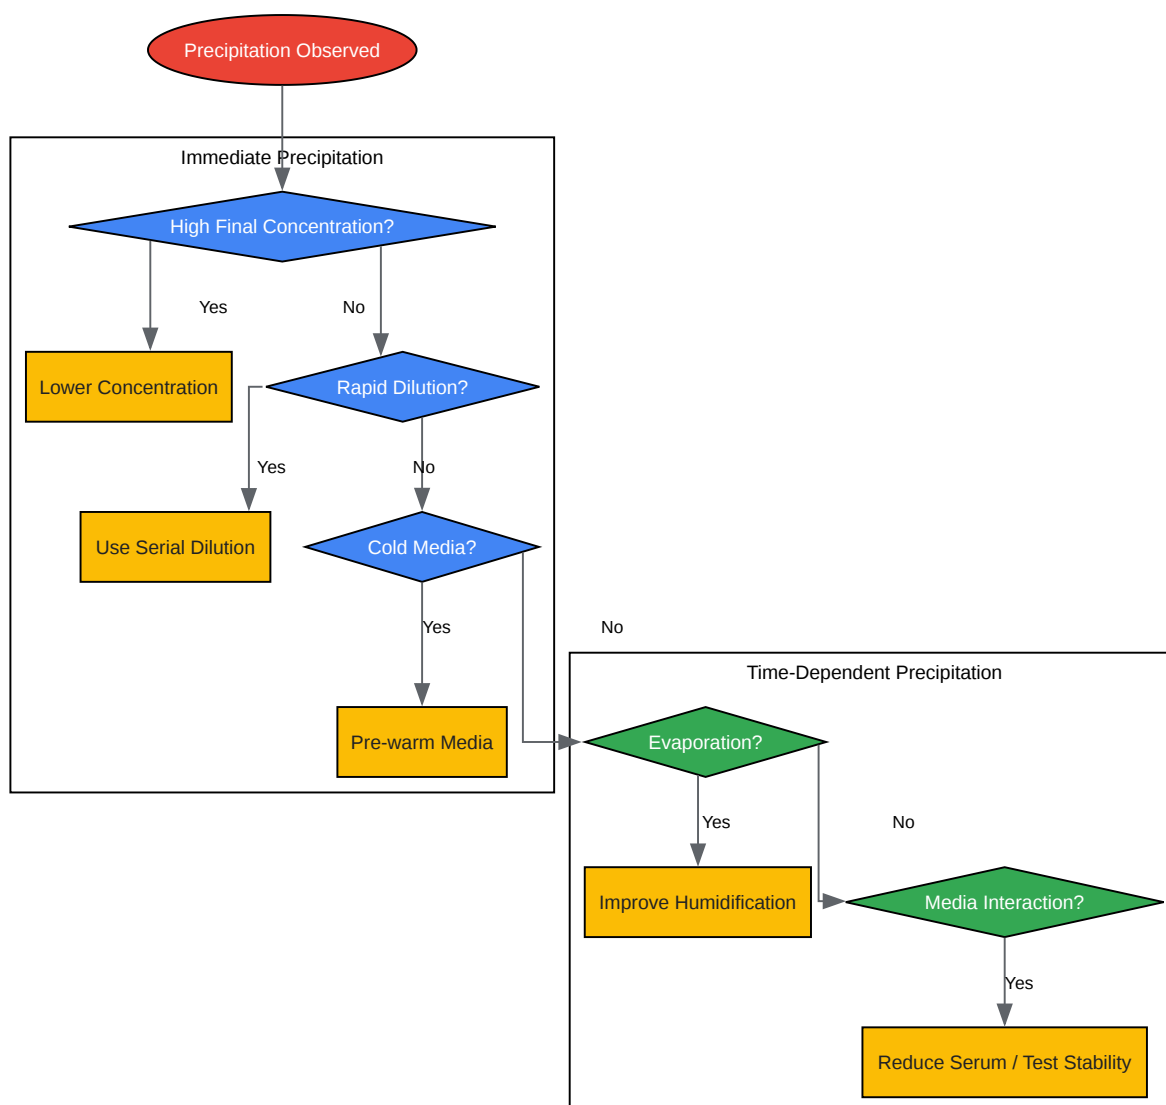 Precipitation Observed
Immediate Precipitation
High Final Concentration?
Yes
No
Lower Concentration
Rapid Dilution?
Yes
No
Use Serial Dilution
Cold Media?
Yes
No
Time-Dependent Precipitation
Pre-warm Media
Evaporation?
Yes
No
Improve Humidification
Media Interaction?
Yes
Reduce Serum / Test Stability